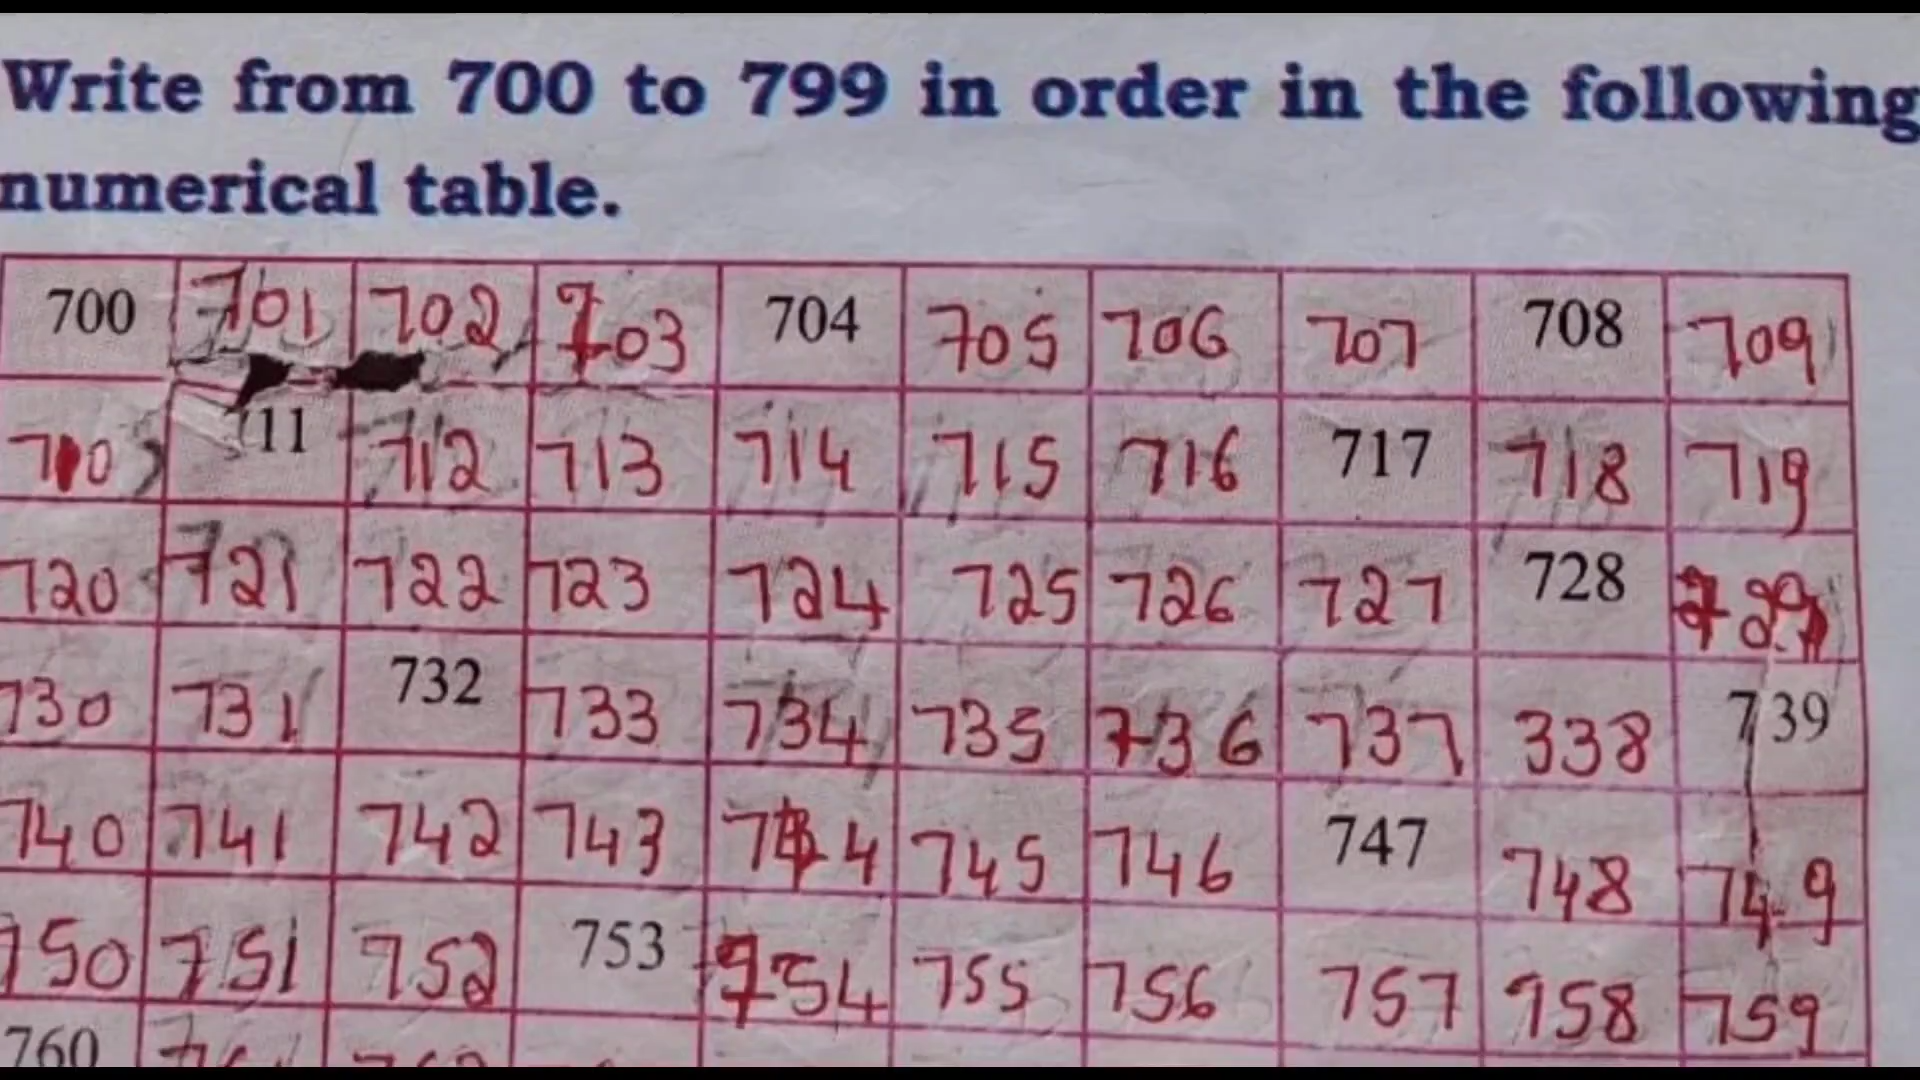 Write from 700 to 799 in order in the following
numerical table.
700 701 702 703 704 705 706 707 708 709
710 11 712 713 714 715 716 717 718 719
720 721 722 723 724 725 726 727 728 729
730 731 732 733 734 735 736 737 338 739
740 741 742 743 744 745 746 747 748 749
750 751 752 753 754 755 756 757 958 759
760